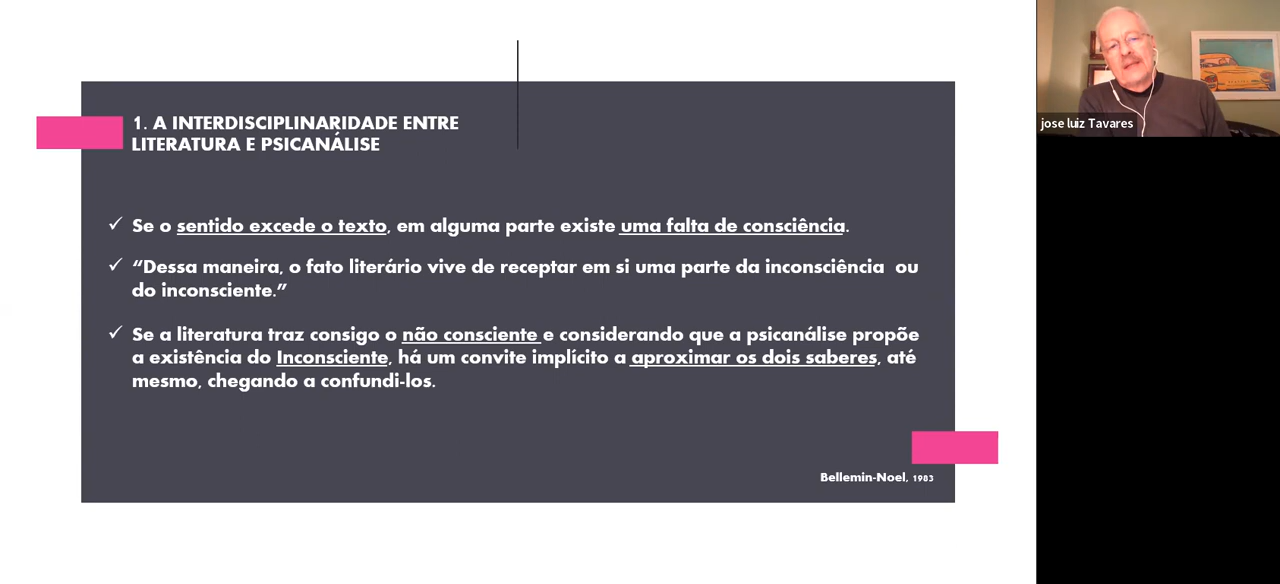 1. A INTERDISCIPLINARIDADE ENTRE
LITERATURA E PSICANÁLISE
✓ Se o sentido excede o texto, em alguma parte existe uma falta de consciência.
✓ “Dessa maneira, o fato literário vive de receptar em si uma parte da inconsciência ou
do inconsciente.”
✓ Se a literatura traz consigo o não consciente e considerando que a psicanálise propõe
a existência do Inconsciente, há um convite implícito a aproximar os dois saberes, até
mesmo, chegando a confundi-los.
Bellemin-Noel, 1983
jose luiz Tavares